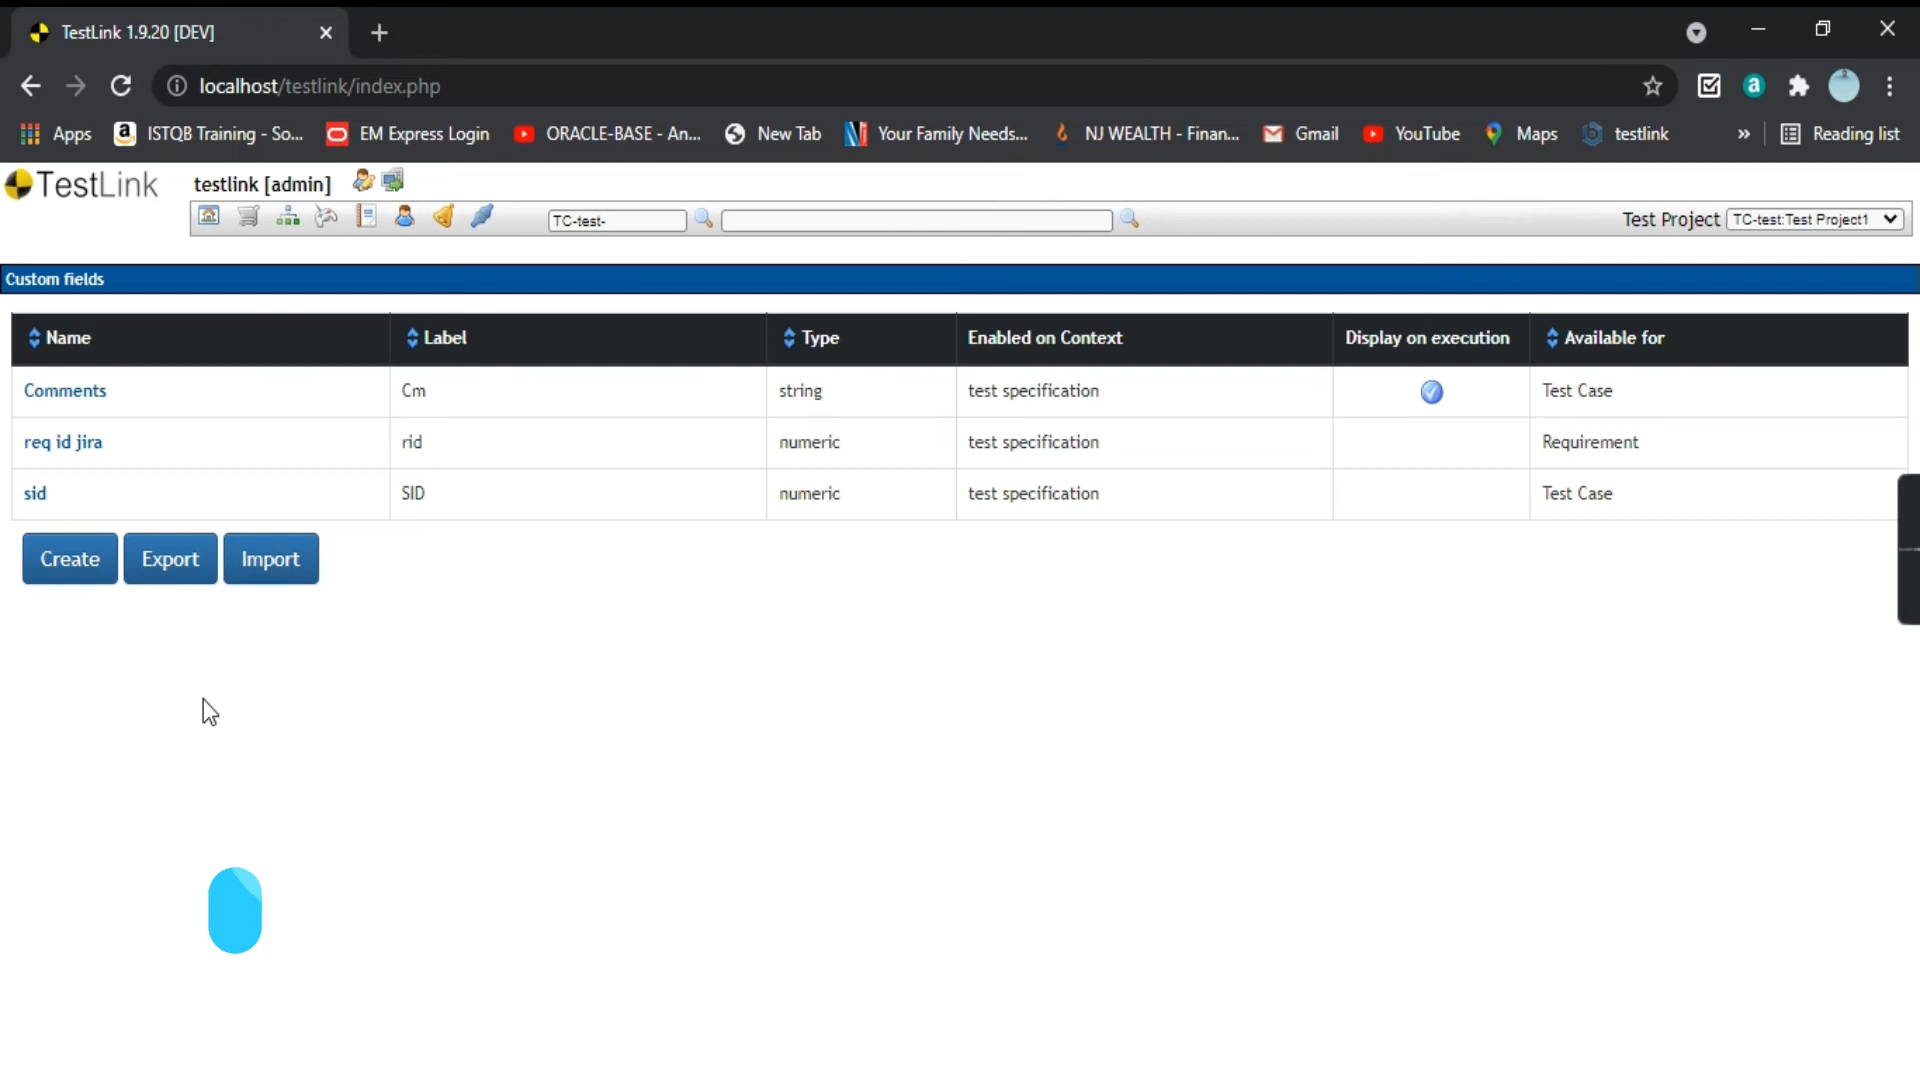 TestLink 1.9.20 [DEV]
localhost/testlink/index.php
Apps ISTQB Training - So... EM Express Login ORACLE-BASE - An... New Tab Your Family Needs... NJ WEALTH - Finan... Gmail YouTube Maps testlink » Reading list
TestLink testlink [admin]
TC-test- Test Project TC-test:Test Project1
Custom fields
Name Label Type Enabled on Context Display on execution Available for
Comments Cm string test specification Test Case
req id jira rid numeric test specification Requirement
sid SID numeric test specification Test Case
Create Export Import